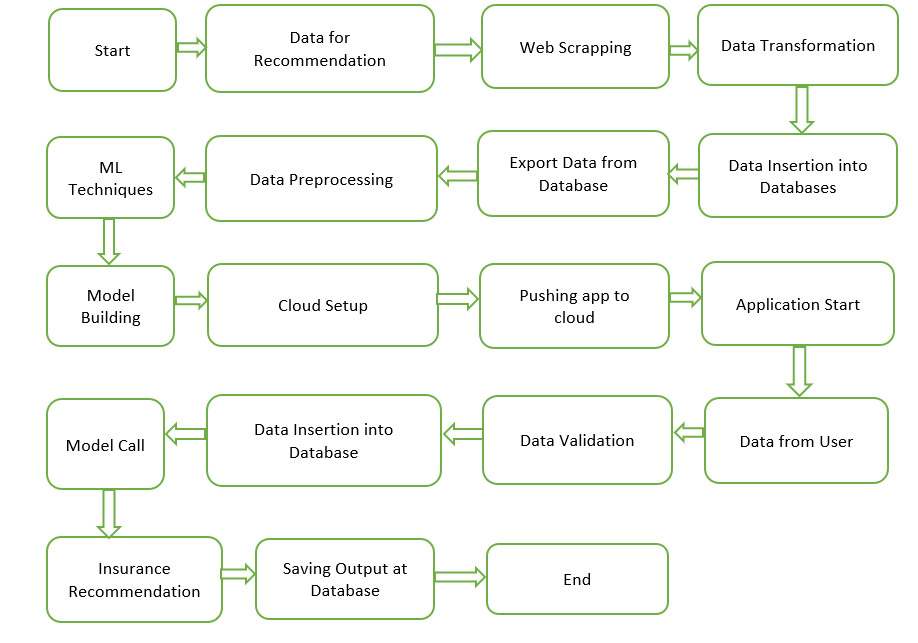 Start
Data for
Recommendation
Web Scrapping
Data Transformation
Data Insertion into
Databases
Export Data from
Database
Data Preprocessing
ML
Techniques
Model
Building
Cloud Setup
Pushing app to
cloud
Application Start
Data from User
Data Validation
Data Insertion into
Database
Model Call
Insurance
Recommendation
Saving Output at
Database
End